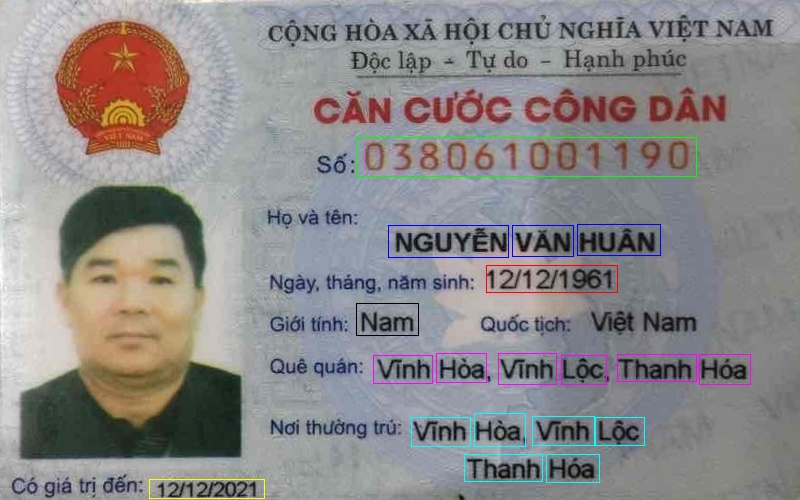 CỘNG HÒA XÃ HỘI CHỦ NGHĨA VIỆT NAM
Độc lập - Tự do - Hạnh phúc
CĂN CƯỚC CÔNG DÂN
Số: 038061001190
Họ và tên:
NGUYỄN VĂN HUÂN
Ngày, tháng, năm sinh: 12/12/1961
Giới tính: Nam Quốc tịch: Việt Nam
Quê quán: Vĩnh Hòa, Vĩnh Lộc, Thanh Hóa
Nơi thường trú: Vĩnh Hòa, Vĩnh Lộc
Thanh Hóa
Có giá trị đến: 12/12/2021
VIỆT NAM